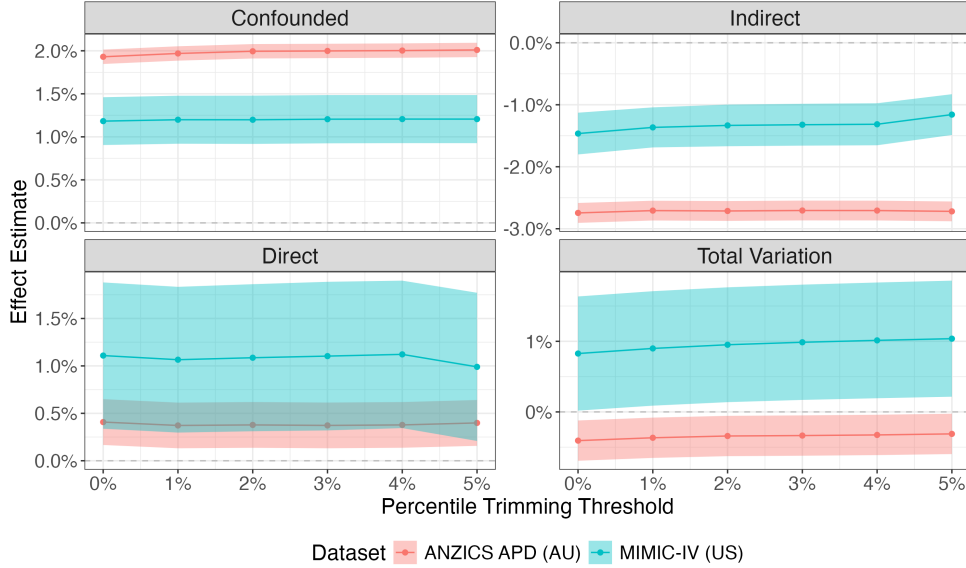 Confounded
Indirect
2.0%
1.5%
1.0%
0.5%
0.0%
0.0%
-1.0%
-2.0%
-3.0%
Effect Estimate
Direct
Total Variation
1.5%
1.0%
0.5%
0.0%
1%
0%
0% 1% 2% 3% 4% 5%
0% 1% 2% 3% 4% 5%
Percentile Trimming Threshold
Dataset ANZICS APD (AU) MIMIC-IV (US)